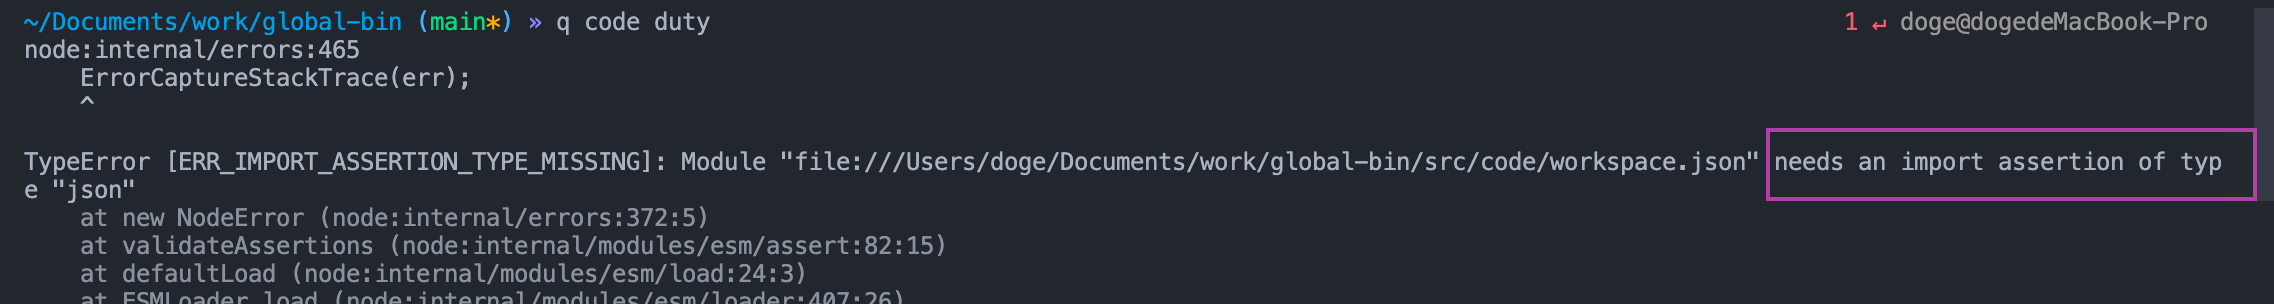 ~/Documents/work/global-bin (main*) » q code duty 1 ↵ doge@dogedeMacBook-Pro
node:internal/errors:465
    ErrorCaptureStackTrace(err);
    ^
TypeError [ERR_IMPORT_ASSERTION_TYPE_MISSING]: Module "file:///Users/doge/Documents/work/global-bin/src/code/workspace.json" needs an import assertion of typ
e "json"
    at new NodeError (node:internal/errors:372:5)
    at validateAssertions (node:internal/modules/esm/assert:82:15)
    at defaultLoad (node:internal/modules/esm/load:24:3)
    at ESMLoader.load (node:internal/modules/esm/loader:407:26)